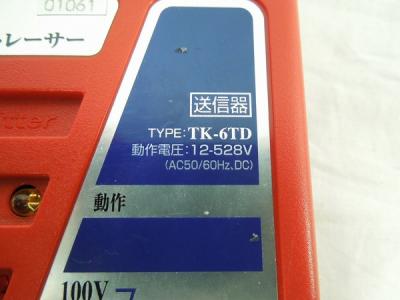 01061
レーサー
送信器
TYPE: TK-6TD
動作電圧: 12-528V
(AC50/60Hz, DC)
動作
100V